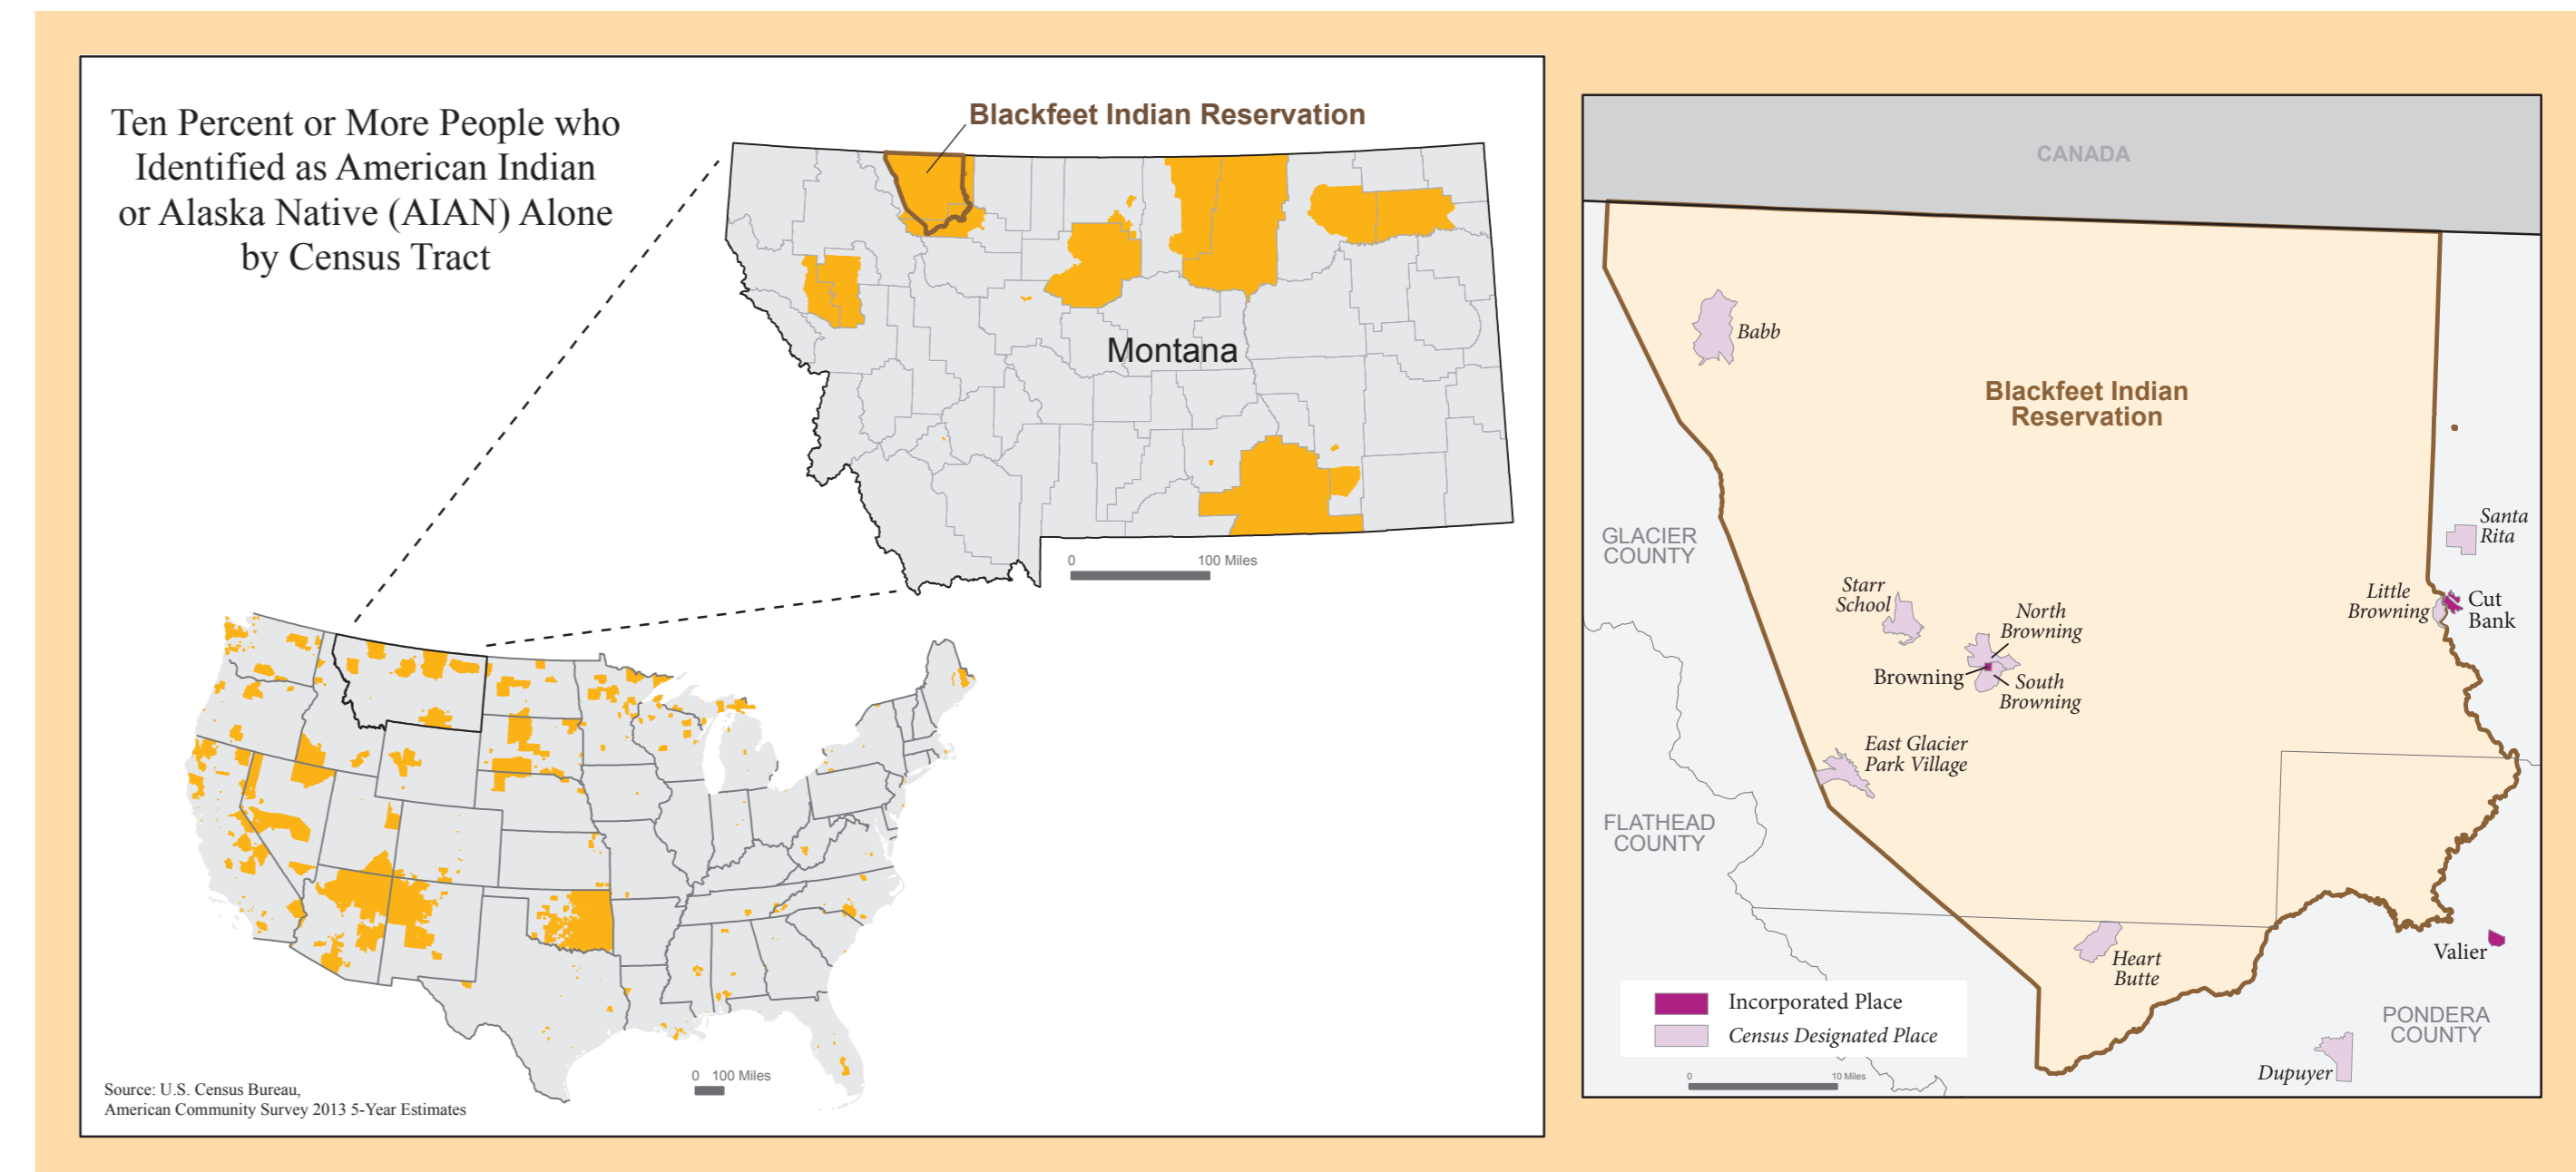 Ten Percent or More People who
Identified as American Indian
or Alaska Native (AIAN) Alone
by Census Tract
Blackfeet Indian Reservation
Montana
0 100 Miles
0 100 Miles
Source: U.S. Census Bureau,
American Community Survey 2013 5-Year Estimates
CANADA
Babb
Blackfeet Indian
Reservation
Santa
Rita
GLACIER
COUNTY
Starr
School
North
Browning
Little
Browning
Cut
Bank
Browning
South
Browning
East Glacier
Park Village
FLATHEAD
COUNTY
Heart
Butte
Valier
Incorporated Place
Census Designated Place
PONDERA
COUNTY
Dupuyer
0 10 Miles